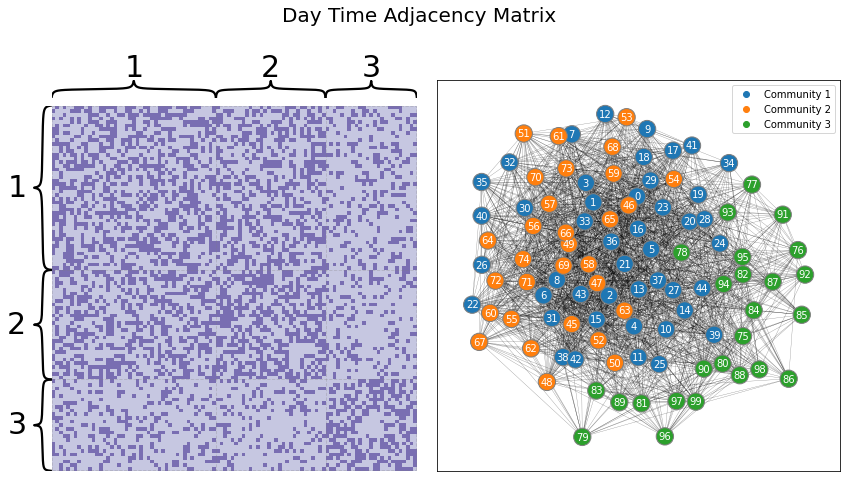 Day Time Adjacency Matrix
1 2 3
1
2
3
Community 1
Community 2
Community 3
12 53
51 61 7 9
68 17 41
32 18 34
73 59
35 70 3 29 54 77
57 1 0 19
40 30 46 23 93 91
56 33 65 20 28
64 66 16
49 36 24 76
74 5 78 95
26 69 58 21
72 71 8 37 82 92
47 13 27 44 94 87
22 6 43 2
60 63 14 84 85
55 31 45 15
4 10 39 75
67 62 52
38 42 11
50 25 90 80 98
88 86
48 83
89 81 97 99
79 96